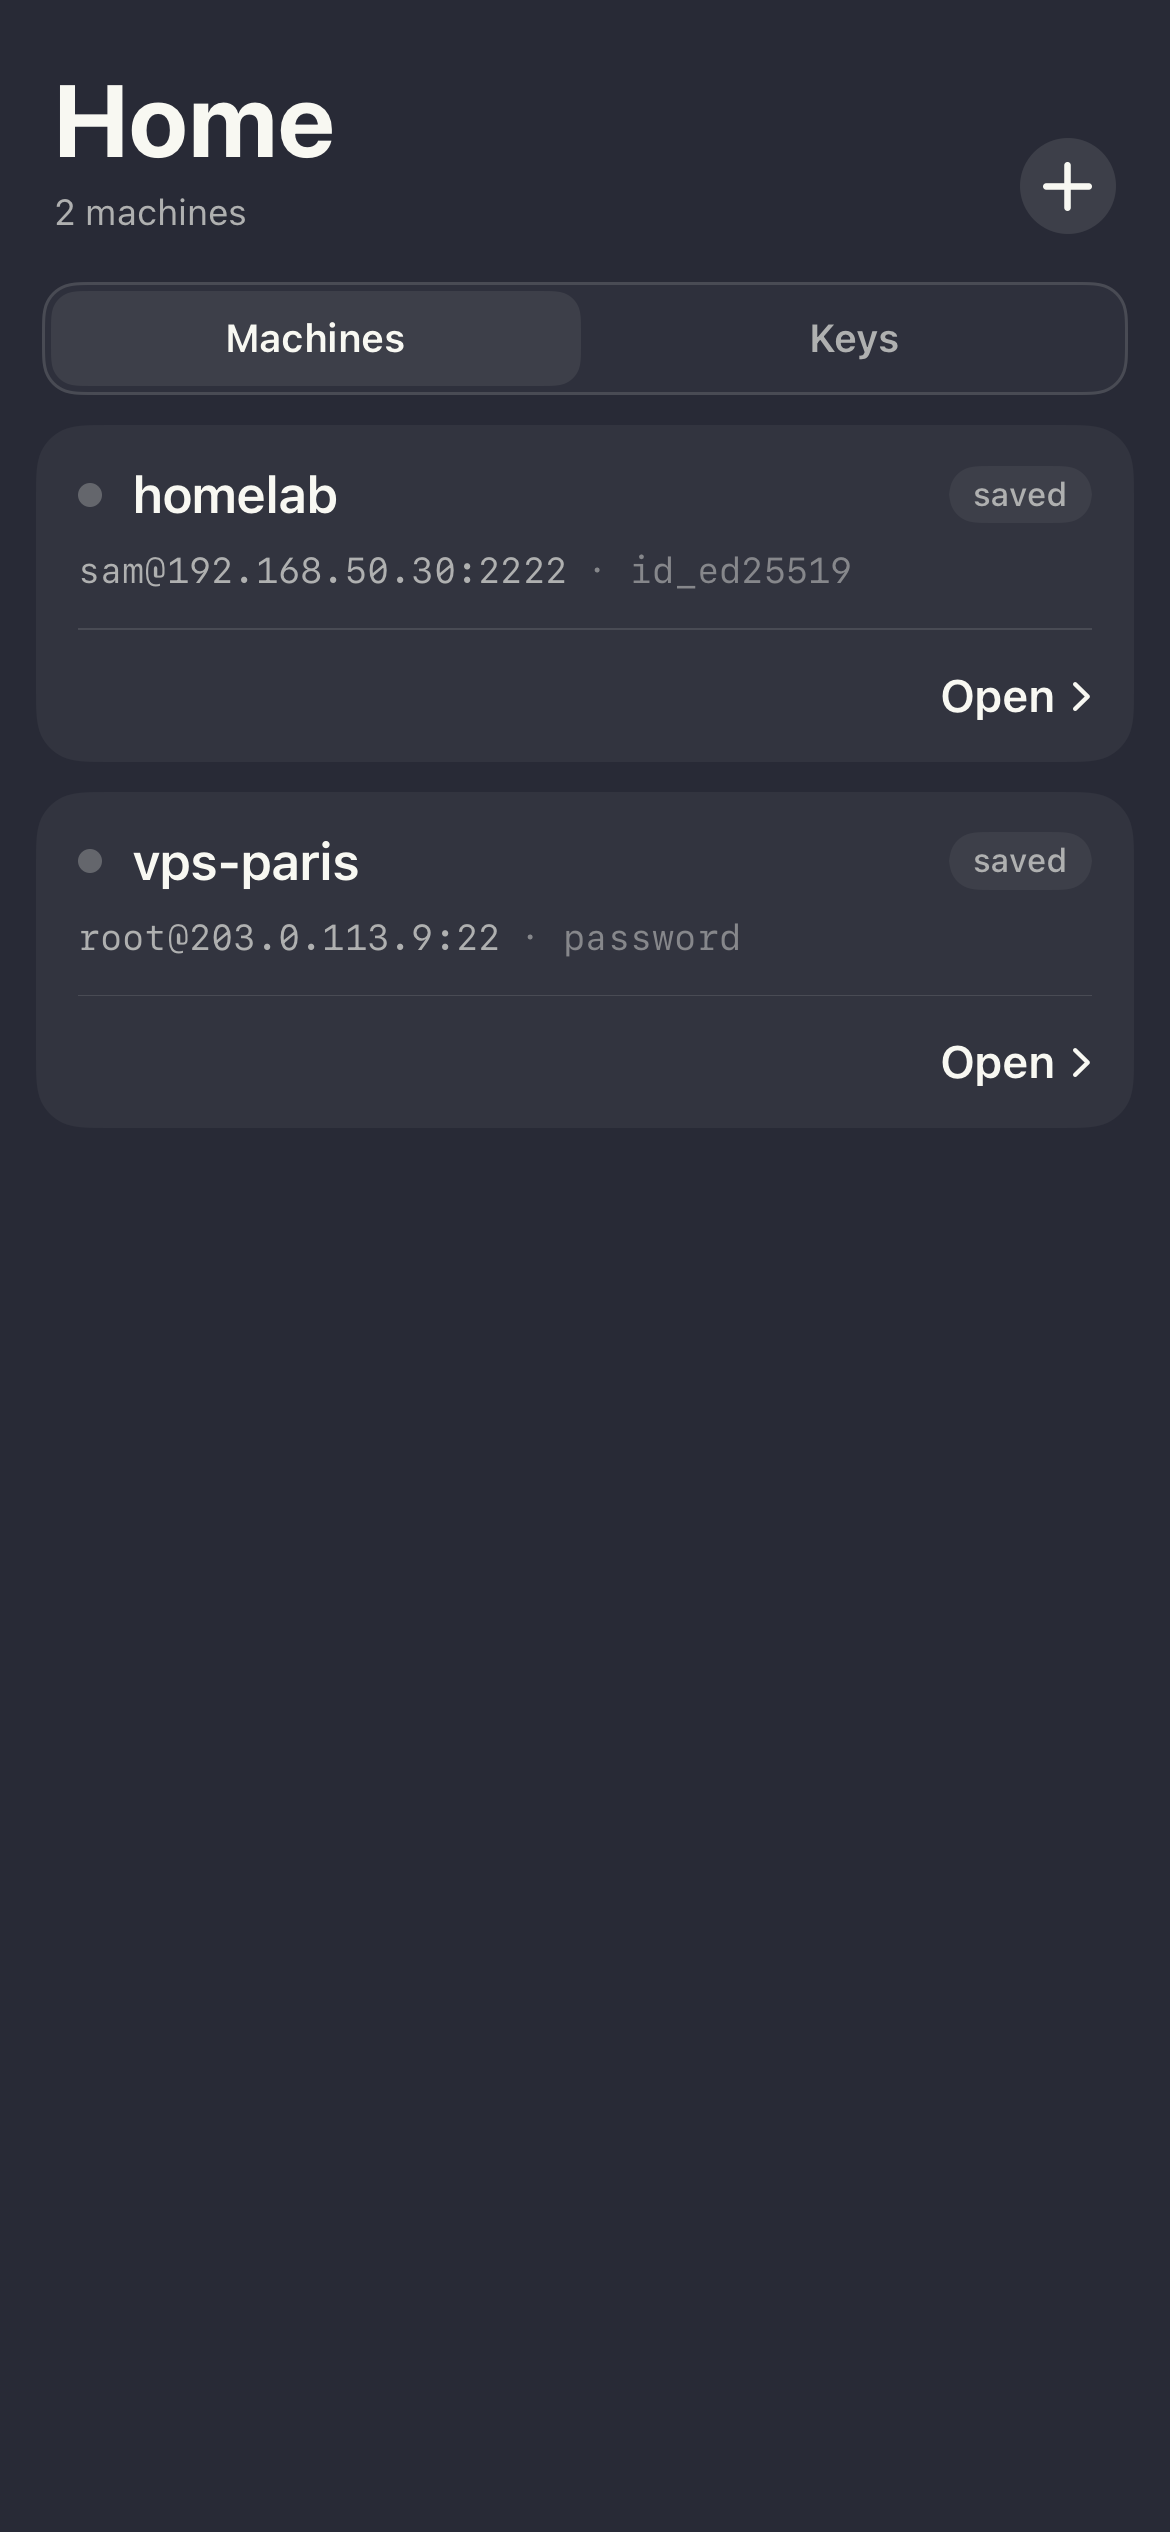 Home
2 machines
Machines
Keys
homelab
saved
sam@192.168.50.30:2222 · id_ed25519
Open
vps-paris
saved
root@203.0.113.9:22 · password
Open